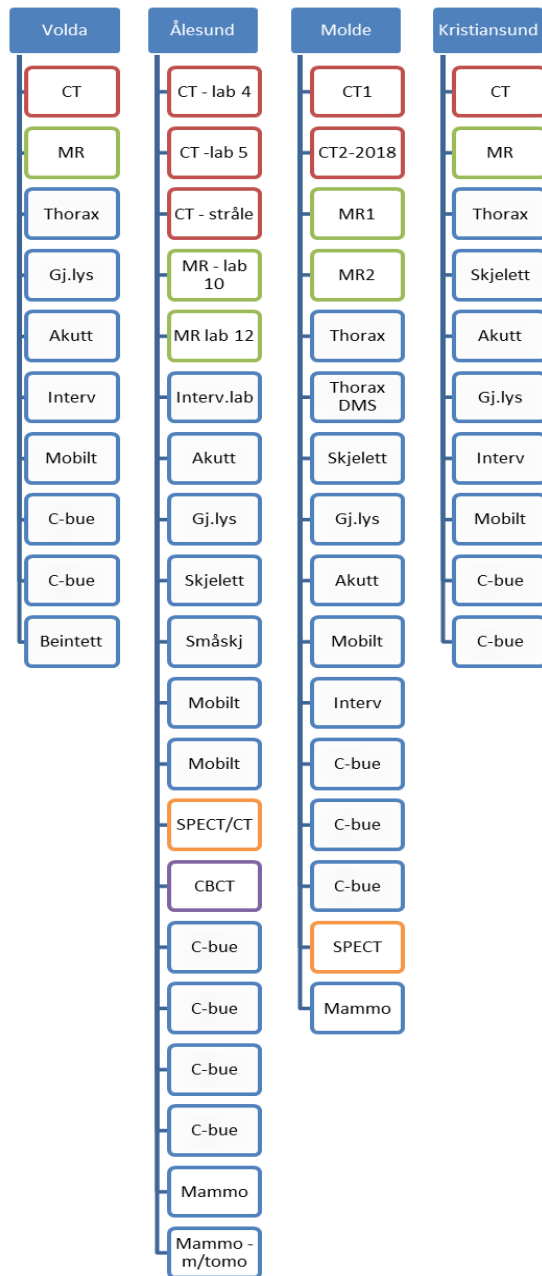 Volda
CT
MR
Thorax
Gj.lys
Akutt
Interv
Mobilt
C-bue
C-bue
Beintett
Ålesund
CT - lab 4
CT -lab 5
CT - stråle
MR - lab
10
MR lab 12
Interv.lab
Akutt
Gj.lys
Skjelett
Småskj
Mobilt
Mobilt
SPECT/CT
CBCT
C-bue
C-bue
C-bue
C-bue
Mammo
Mammo -
m/tomo
Molde
CT1
CT2-2018
MR1
MR2
Thorax
Thorax
DMS
Skjelett
Gj.lys
Akutt
Mobilt
Interv
C-bue
C-bue
C-bue
SPECT
Mammo
Kristiansund
CT
MR
Thorax
Skjelett
Akutt
Gj.lys
Interv
Mobilt
C-bue
C-bue